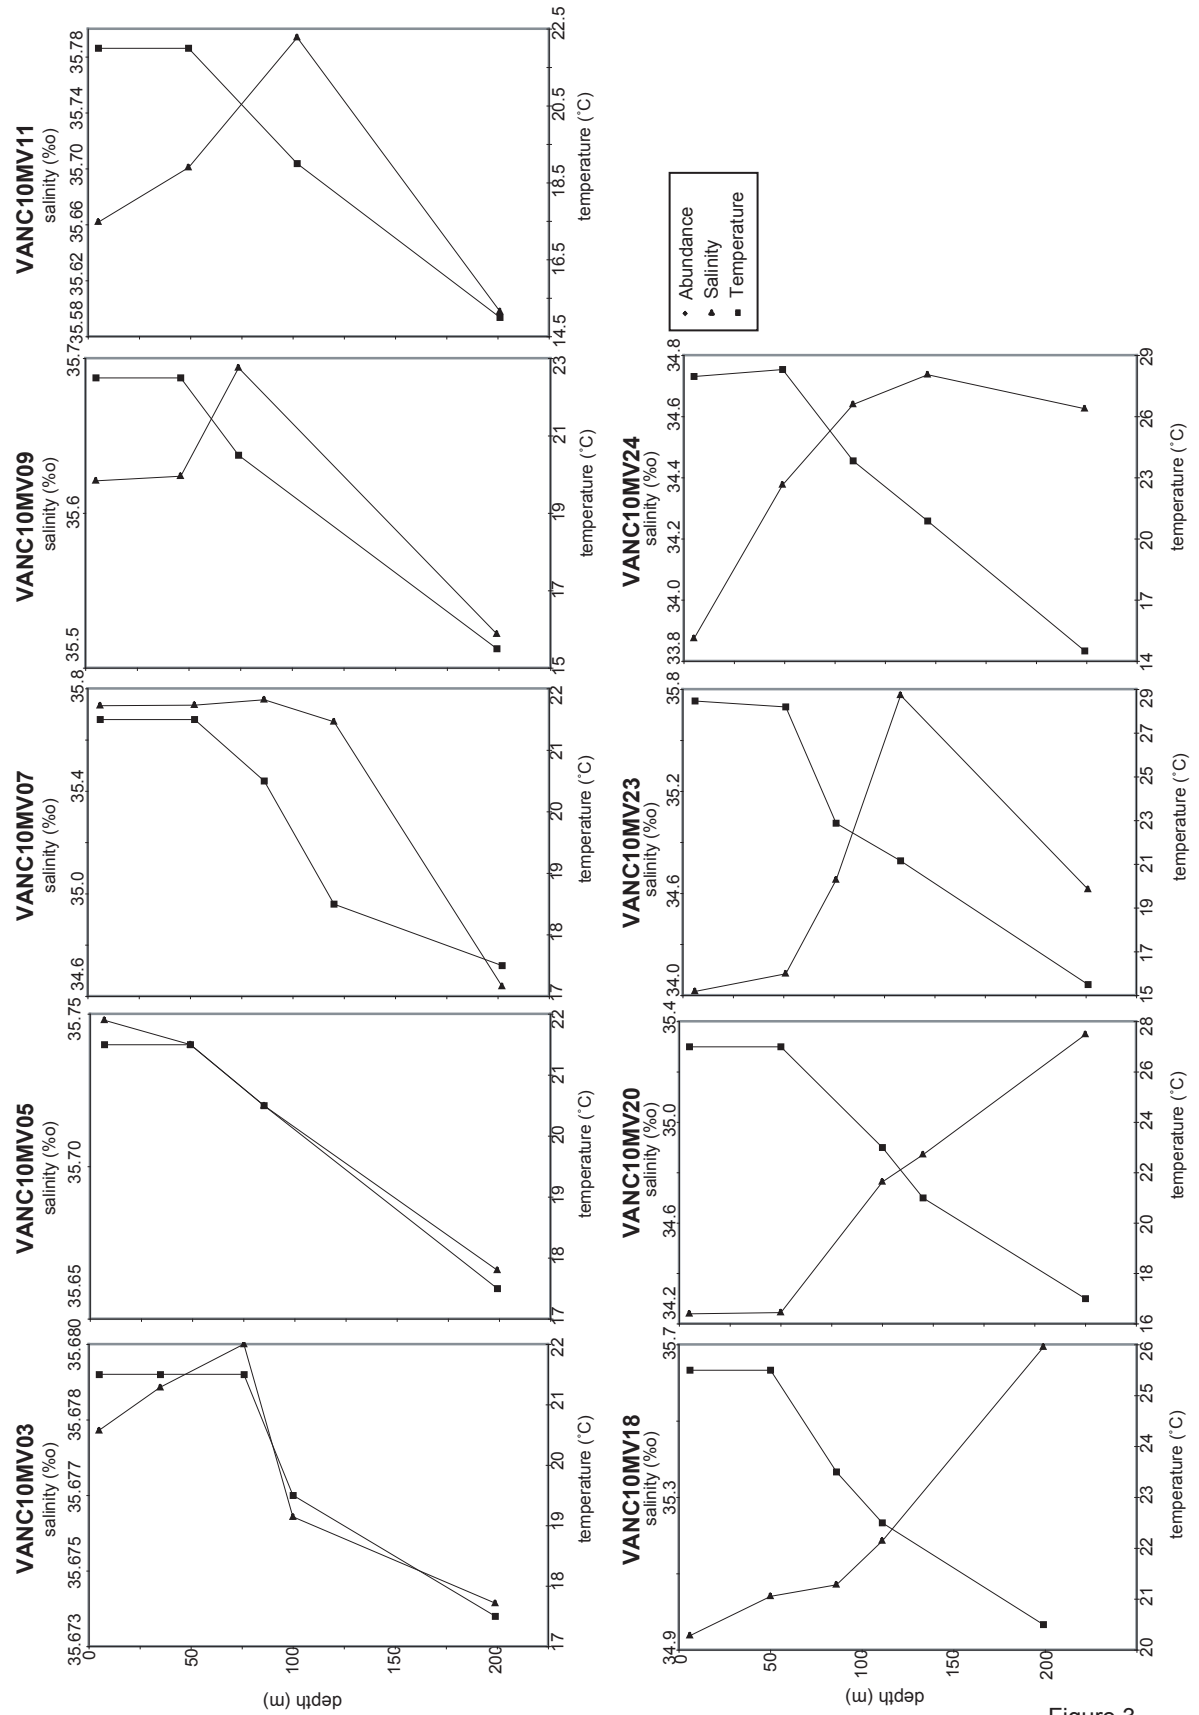 VANC10MV03
salinity (%o)
35.673 35.675 35.677 35.678 35.680
0
50
100
150
200
depth (m)
17 18 19 20 21 22
temperature (˚C)
VANC10MV05
salinity (%o)
35.65 35.70 35.75
17 18 19 20 21 22
temperature (˚C)
VANC10MV07
salinity (%o)
34.6 35.0 35.4 35.8
17 18 19 20 21 22
temperature (˚C)
VANC10MV09
salinity (%o)
35.5 35.6 35.7
15 17 19 21 23
temperature (˚C)
VANC10MV11
salinity (%o)
35.58 35.62 35.66 35.70 35.74 35.78
14.5 16.5 18.5 20.5 22.5
temperature (˚C)
VANC10MV18
salinity (%o)
34.9 35.3 35.7
0
50
100
150
200
depth (m)
20 21 22 23 24 25 26
temperature (˚C)
VANC10MV20
salinity (%o)
34.2 34.6 35.0 35.4
16 18 20 22 24 26 28
temperature (˚C)
VANC10MV23
salinity (%o)
34.0 34.6 35.2 35.8
15 17 19 21 23 25 27 29
temperature (˚C)
VANC10MV24
salinity (%o)
33.8 34.0 34.2 34.4 34.6 34.8
14 17 20 23 26 29
temperature (˚C)
Abundance
Salinity
Temperature
Figure 3